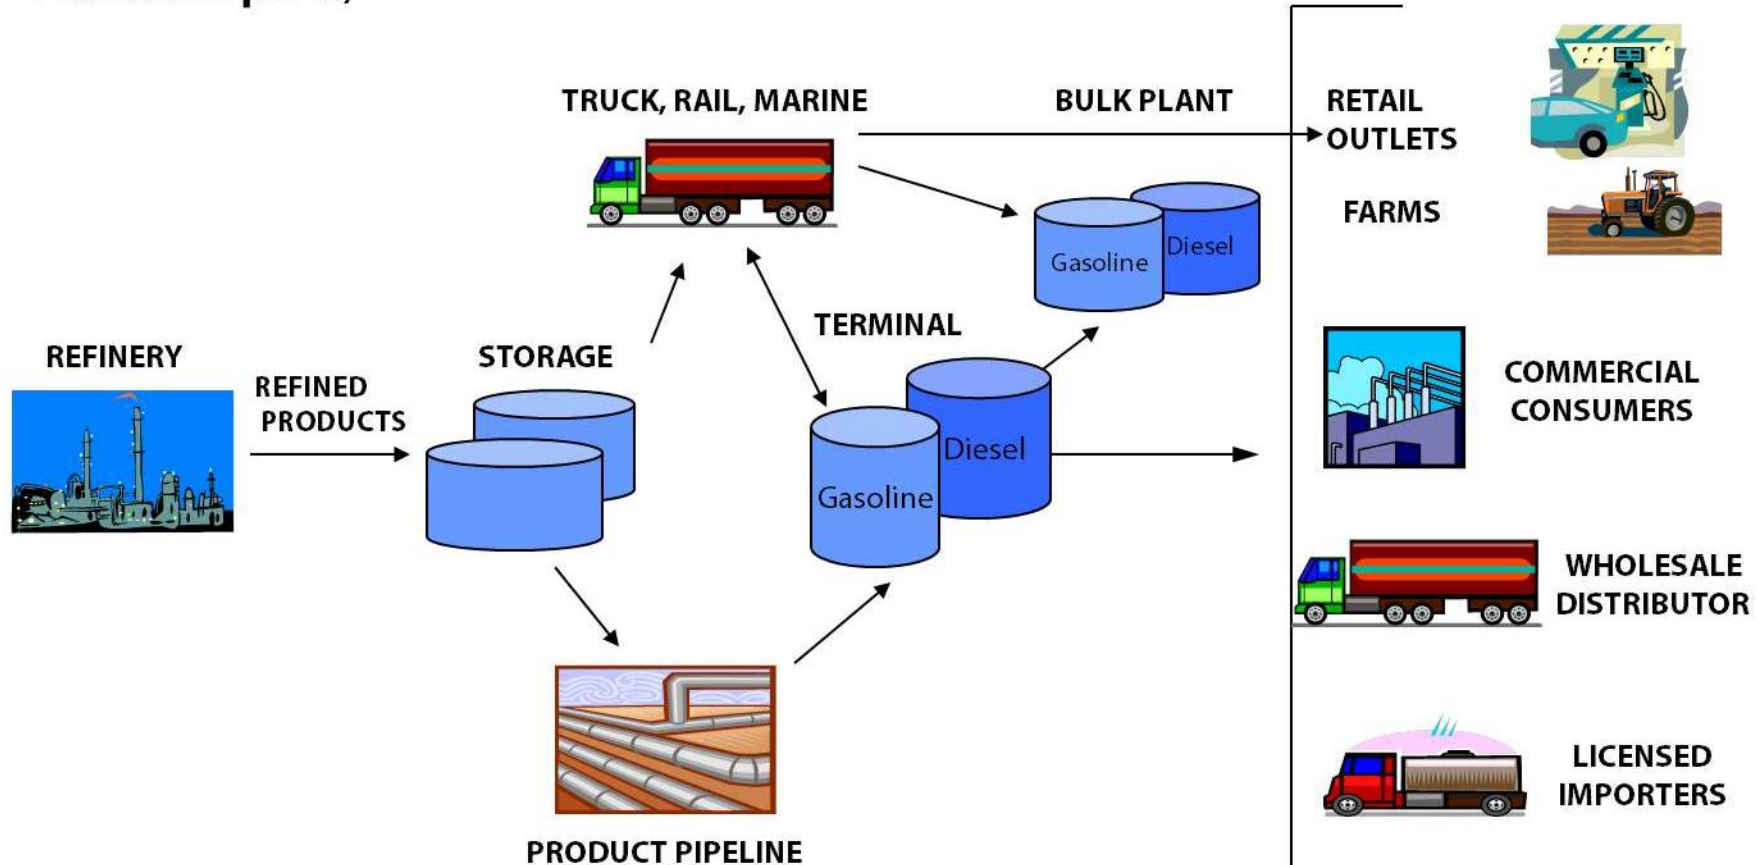 TRUCK, RAIL, MARINE
BULK PLANT
RETAIL
OUTLETS
FARMS
Gasoline
Diesel
TERMINAL
REFINERY
REFINED
PRODUCTS
STORAGE
Diesel
Gasoline
COMMERCIAL
CONSUMERS
WHOLESALE
DISTRIBUTOR
LICENSED
IMPORTERS
PRODUCT PIPELINE